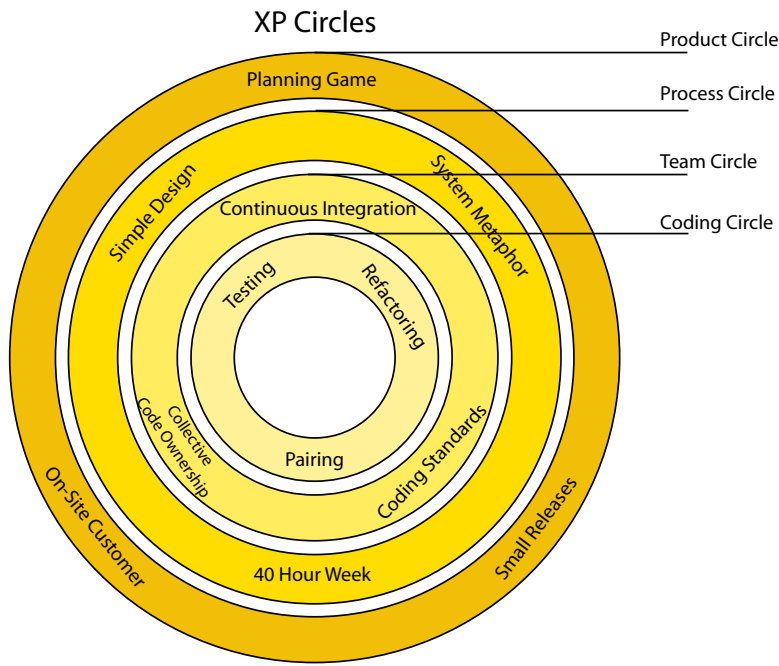 XP Circles
Product Circle
Planning Game
Process Circle
Team Circle
Simple Design
System Metaphor
Continuous Integration
Coding Circle
Testing
Refactoring
Collective
Code Ownership
Coding Standards
Pairing
On-Site Customer
Small Releases
40 Hour Week